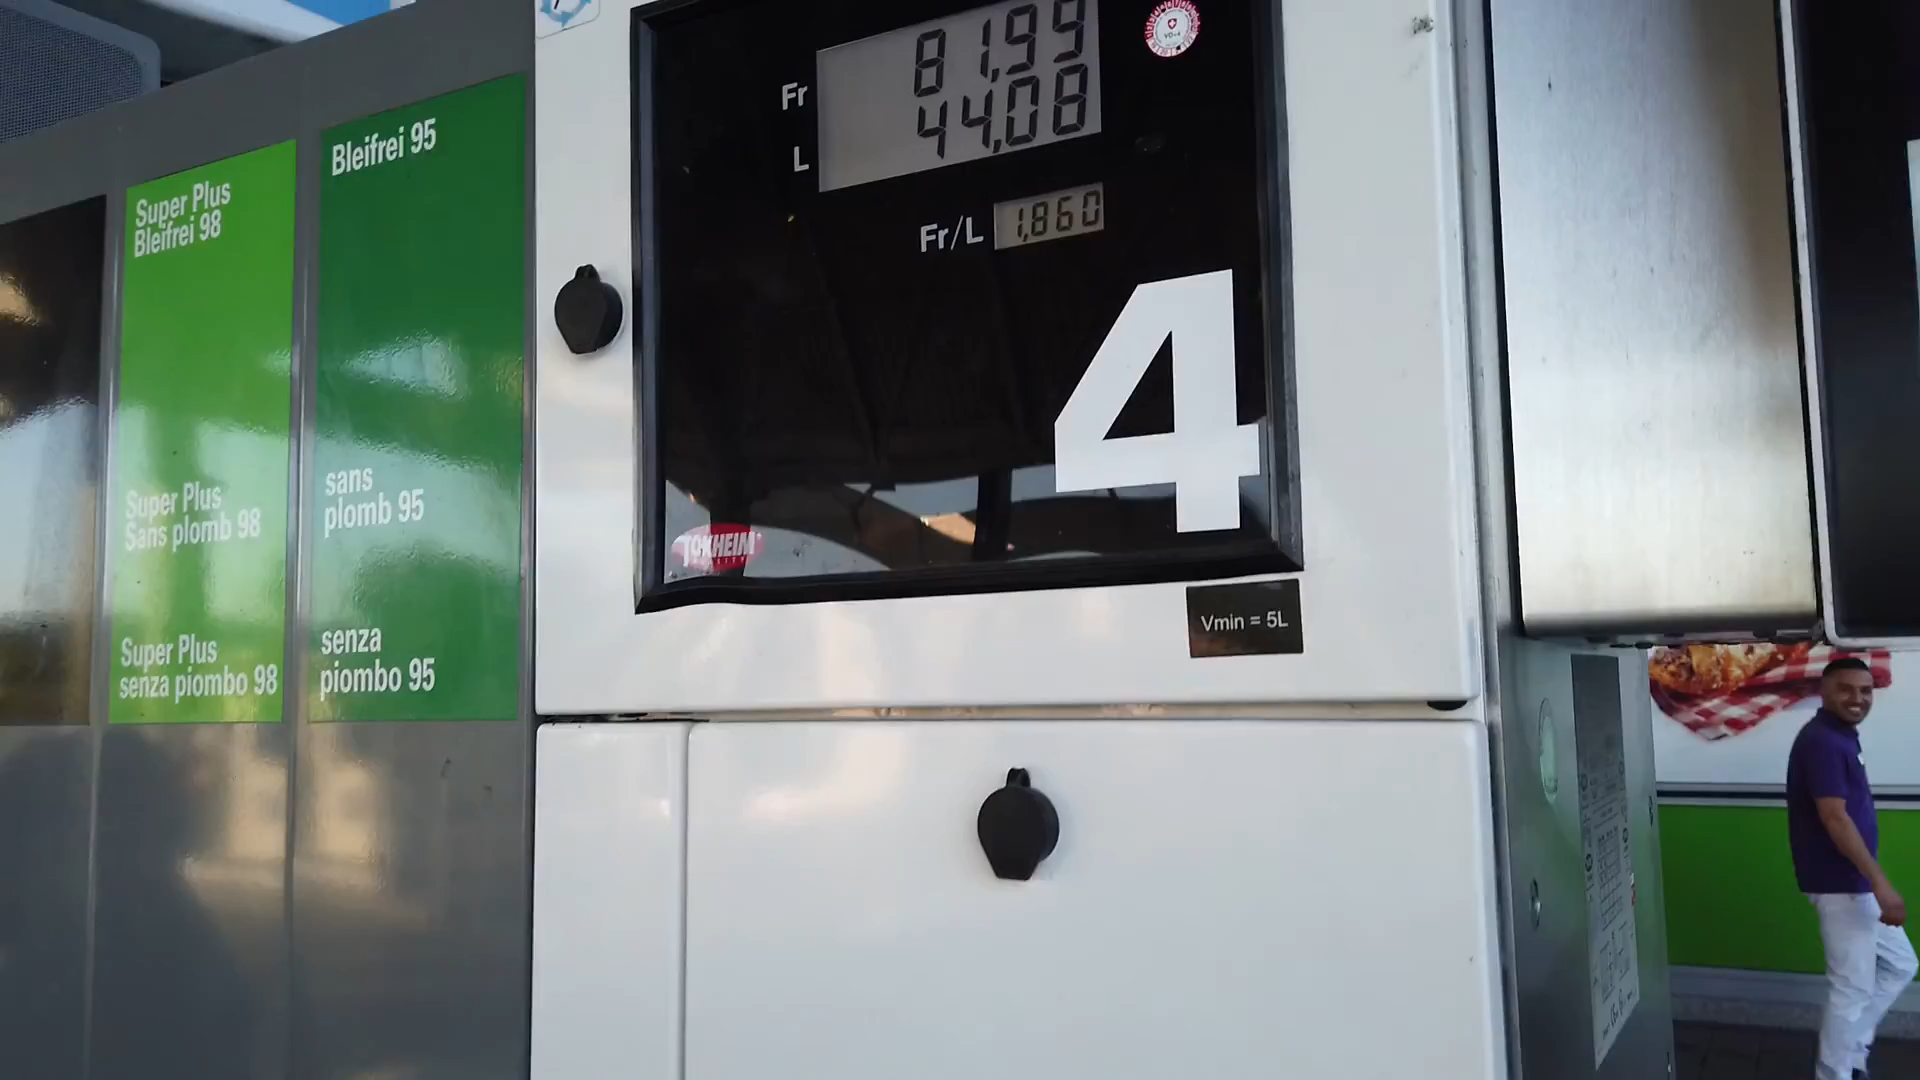 Super Plus
Bleifrei 98
Super Plus
Sans plomb 98
Super Plus
senza piombo 98
Bleifrei 95
sans
plomb 95
senza
piombo 95
Fr 81,99
L 44,08
Fr/L 1,860
4
TOKHEIM
Vmin = 5L